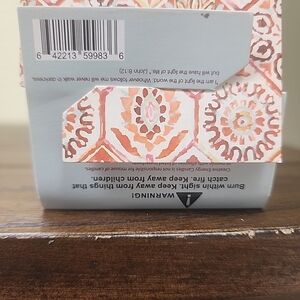 6 42213 59983 6
"I am the light of the world. Whoever follows me will never walk in darkness,
but will have the light of life." (John 8:12)
WARNING!
Burn within sight. Keep away from things that
catch fire. Keep away from children.
Creative Energy Candles is not responsible for misuse of candles.